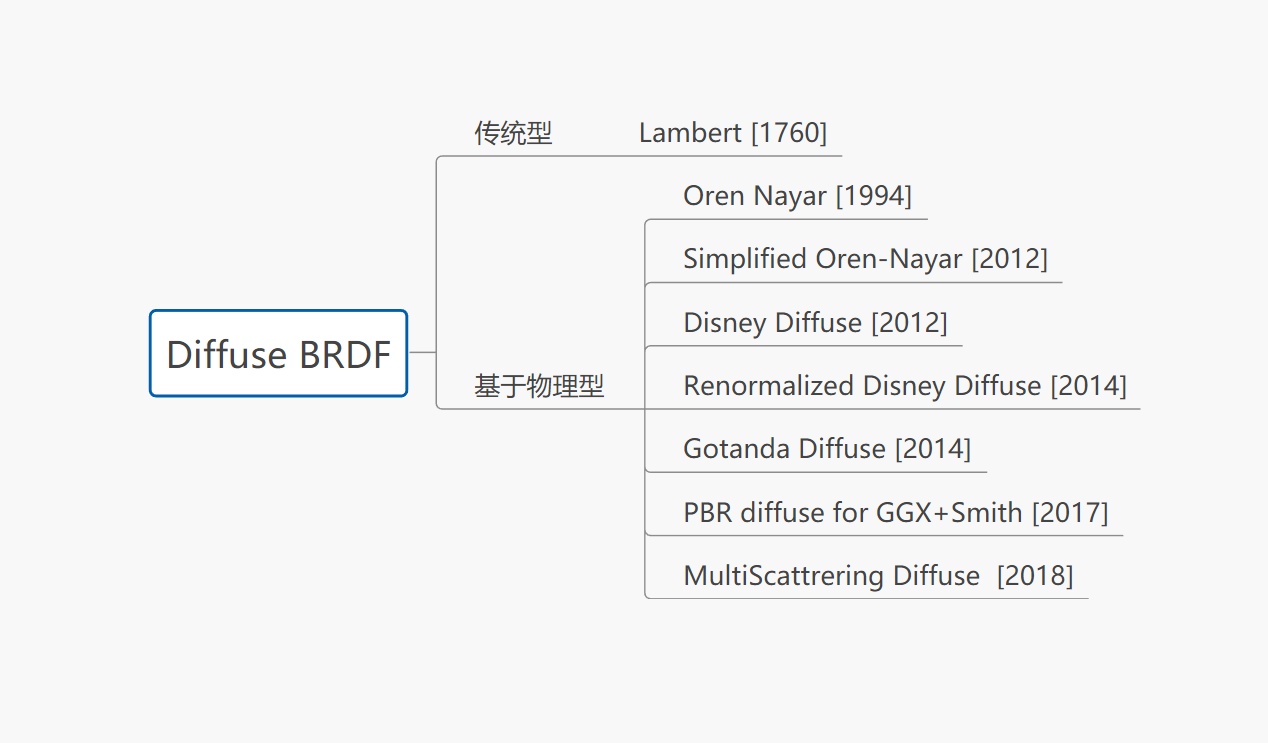 传统型 Lambert [1760]
Oren Nayar [1994]
Simplified Oren-Nayar [2012]
Disney Diffuse [2012]
Diffuse BRDF
基于物理型 Renormalized Disney Diffuse [2014]
Gotanda Diffuse [2014]
PBR diffuse for GGX+Smith [2017]
MultiScattrering Diffuse [2018]